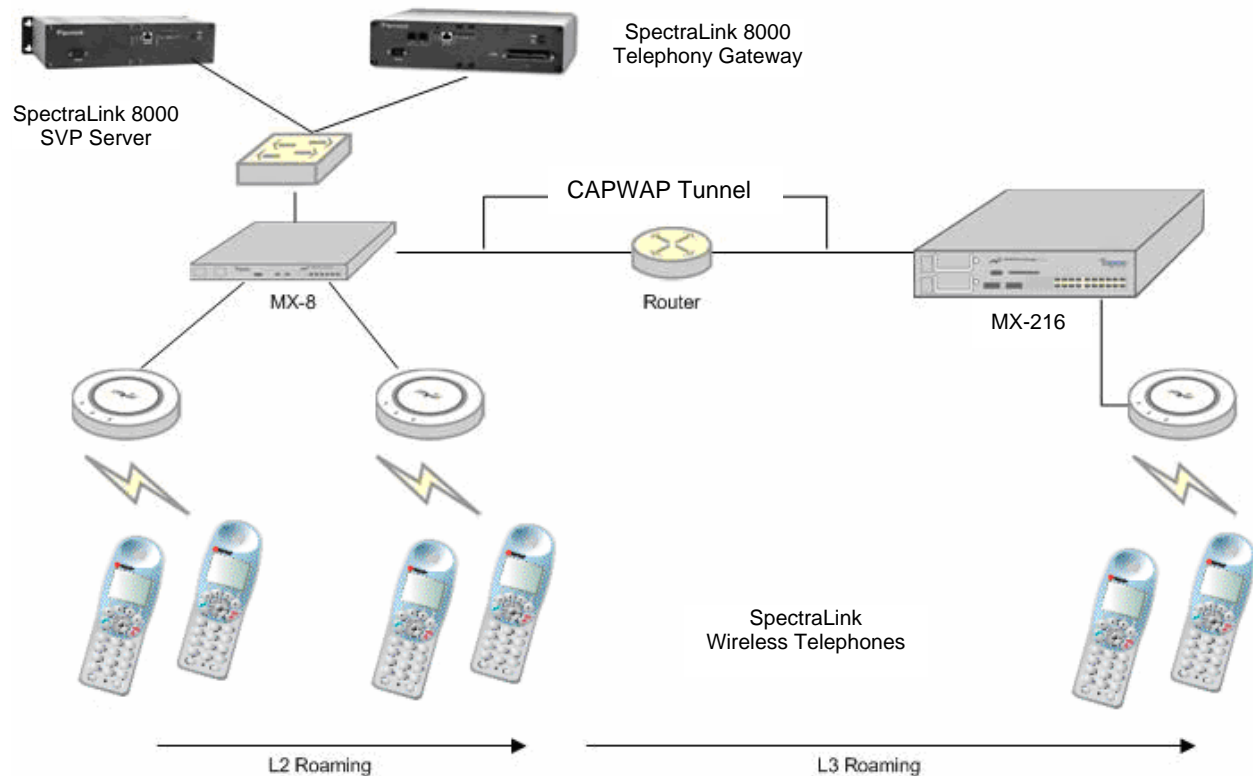 SpectraLink 8000
Telephony Gateway
SpectraLink 8000
SVP Server
CAPWAP Tunnel
MX-8
Router
MX-216
SpectraLink
Wireless Telephones
L2 Roaming
L3 Roaming